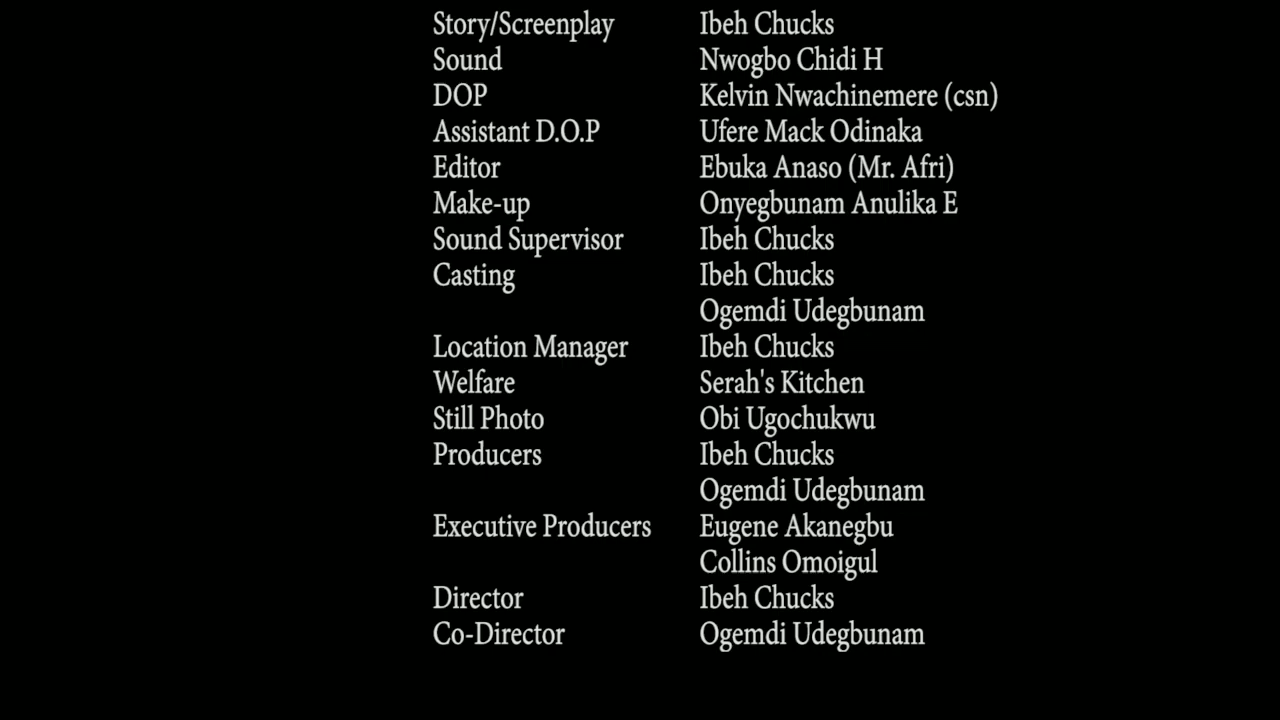 Story/Screenplay Ibeh Chucks
Sound Nwogbo Chidi H
DOP Kelvin Nwachinemere (csn)
Assistant D.O.P Ufere Mack Odinaka
Editor Ebuka Anaso (Mr. Afri)
Make-up Onyegbunam Anulika E
Sound Supervisor Ibeh Chucks
Casting Ibeh Chucks
Ogemdi Udegbunam
Location Manager Ibeh Chucks
Welfare Serah's Kitchen
Still Photo Obi Ugochukwu
Producers Ibeh Chucks
Ogemdi Udegbunam
Executive Producers Eugene Akanegbu
Collins Omoigul
Director Ibeh Chucks
Co-Director Ogemdi Udegbunam